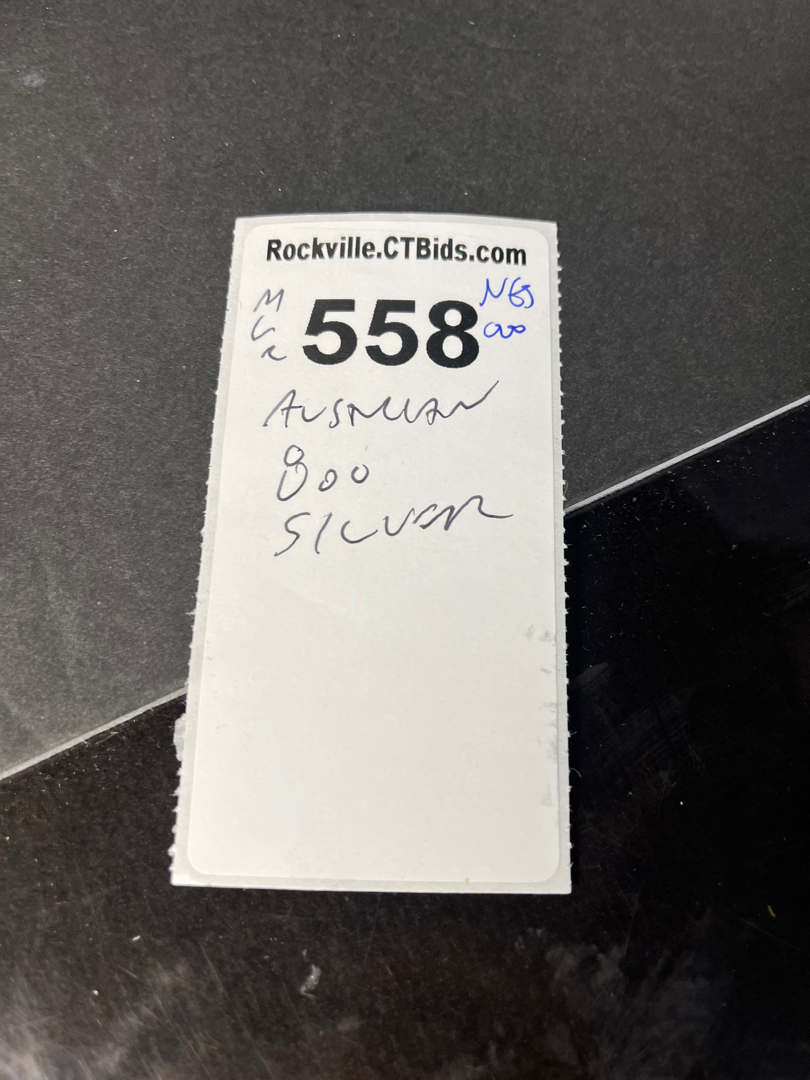 Rockville.CTBids.com
558
AUSTRIAN
800
SILVER